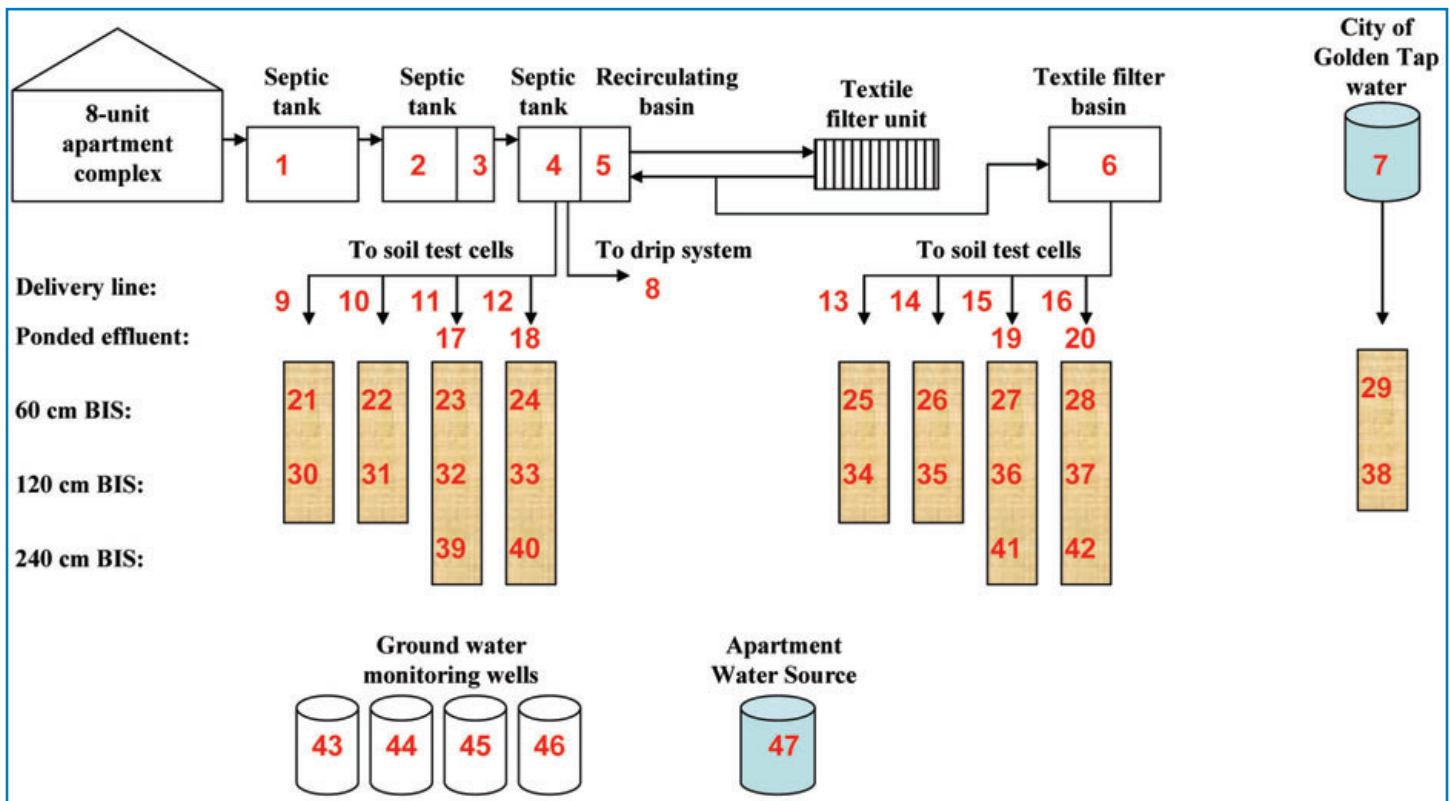 City of
Golden Tap
water
Septic
tank
Septic
tank
Septic
tank
Recirculating
basin
Textile
filter unit
Textile filter
basin
8-unit
apartment
complex
1
2
3
4
5
6
7
To soil test cells
To drip system
8
To soil test cells
Delivery line:
9
10
11
12
13
14
15
16
Ponded effluent:
17
18
19
20
60 cm BIS:
21
22
23
24
25
26
27
28
29
120 cm BIS:
30
31
32
33
34
35
36
37
38
240 cm BIS:
39
40
41
42
Ground water
monitoring wells
43
44
45
46
Apartment
Water Source
47